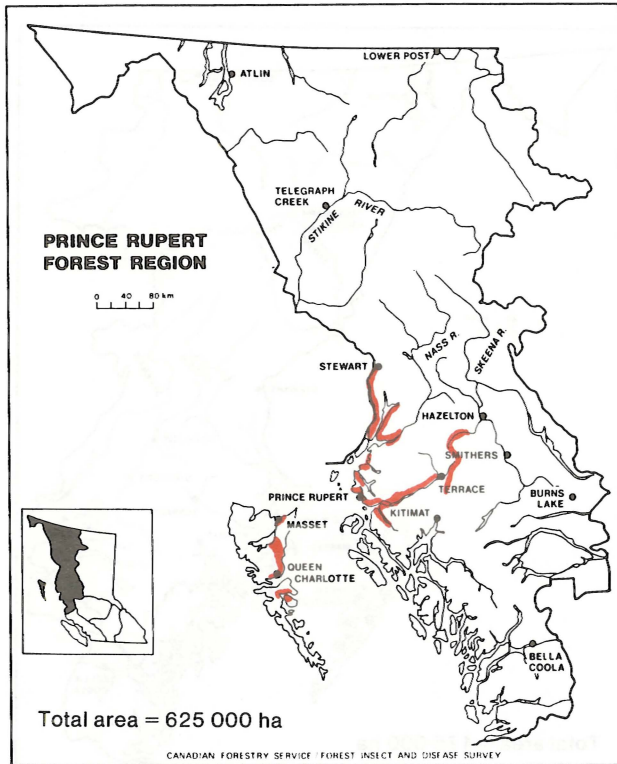 LOWER POST
ATLIN
TELEGRAPH
CREEK
STIKINE RIVER
PRINCE RUPERT
FOREST REGION
0 40 80 km
NASS R.
SKEENA R.
STEWART
HAZELTON
SMITHERS
TERRACE
PRINCE RUPERT
BURNS
LAKE
KITIMAT
MASSET
QUEEN
CHARLOTTE
BELLA
COOLA
Total area = 625 000 ha
CANADIAN FORESTRY SERVICE FOREST INSECT AND DISEASE SURVEY